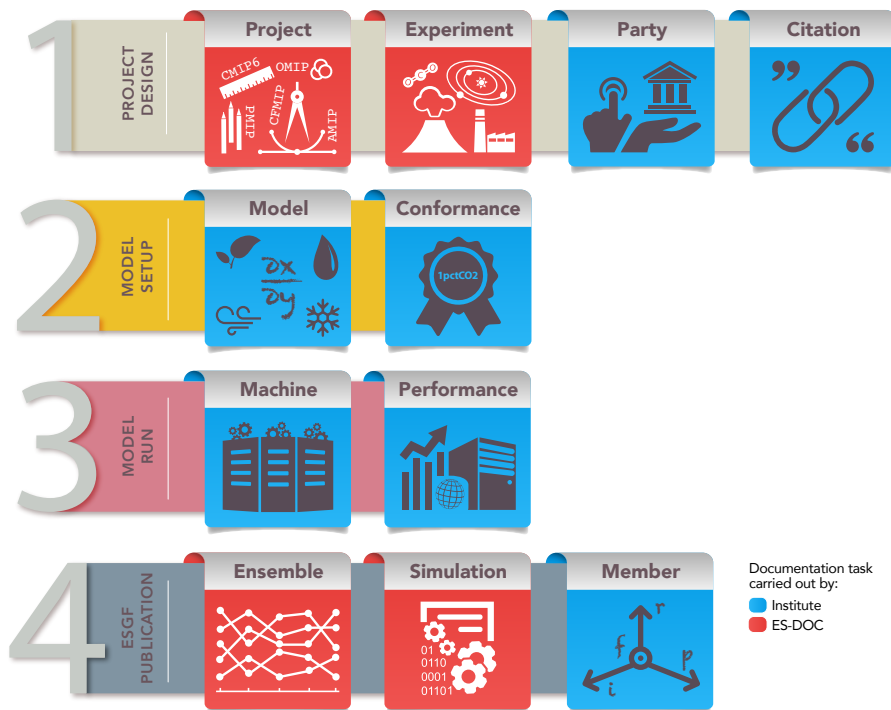 1
PROJECT
DESIGN
Project
CMIP6
OMIP
PMIP
CFMIP
AMIP
Experiment
O C O
Party
Citation
”
“
2
MODEL
SETUP
Model
∂x
∂y
Conformance
1pctCO2
3
MODEL
RUN
Machine
Performance
4
ESGF
PUBLICATION
Ensemble
Simulation
01
0110
0001
01101
Member
r
f
i
p
Documentation task
carried out by:
Institute
ES-DOC